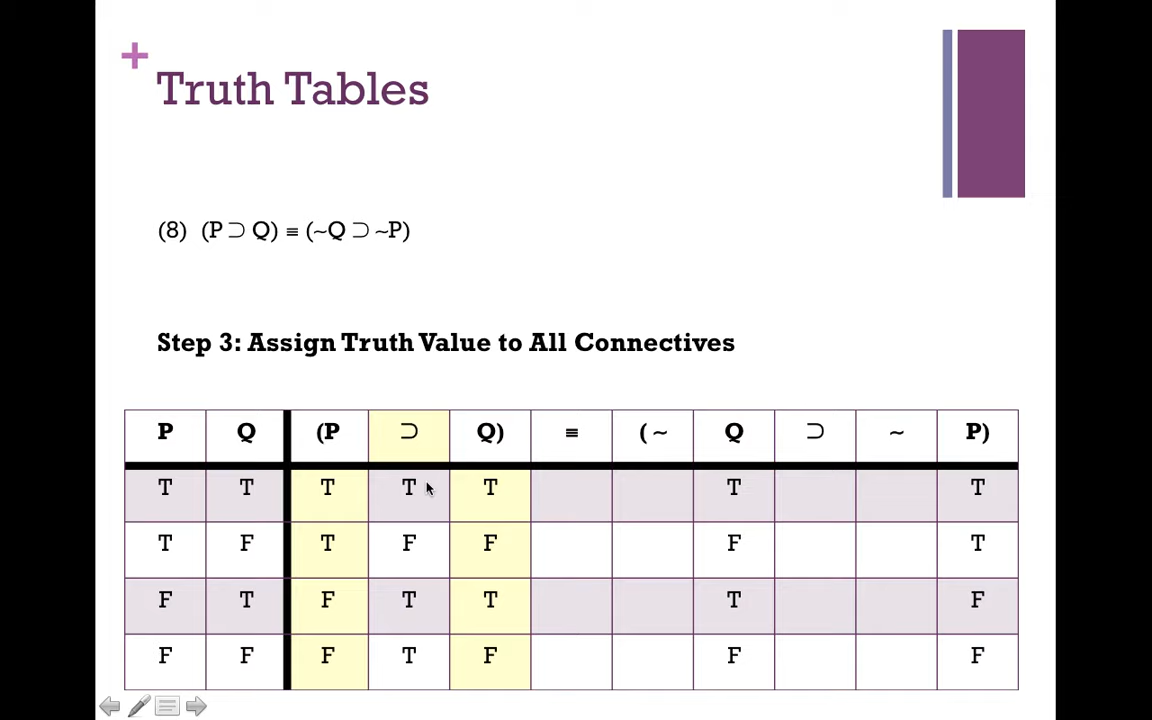 +
Truth Tables
(8) (P ⊃ Q) ≡ (~Q ⊃ ~P)
Step 3: Assign Truth Value to All Connectives
P Q (P ⊃ Q) ≡ (~ Q ⊃ ~ P)
T T T T T T T
T F T F F F T
F T F T T T F
F F F T F F F